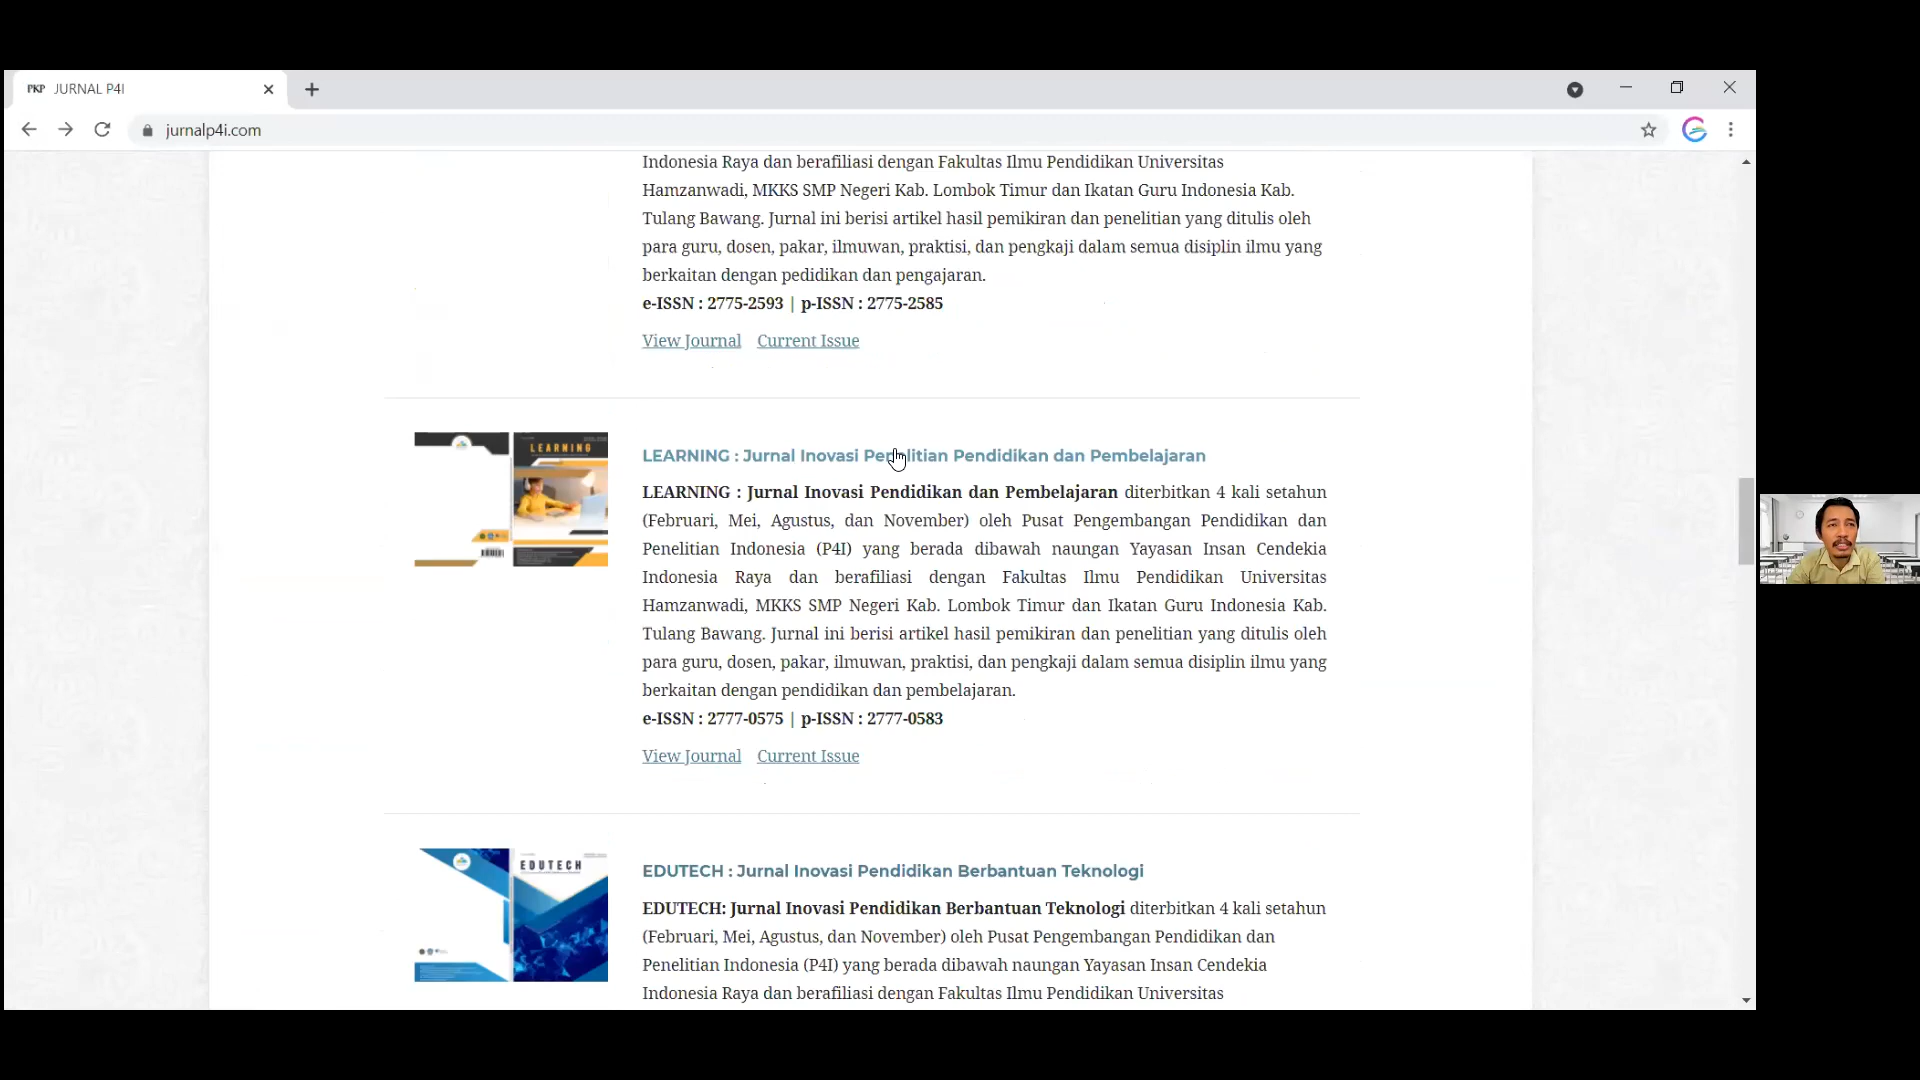 PKP JURNAL P4I
jurnalp4i.com
Indonesia Raya dan berafiliasi dengan Fakultas Ilmu Pendidikan Universitas
Hamzanwadi, MKKS SMP Negeri Kab. Lombok Timur dan Ikatan Guru Indonesia Kab.
Tulang Bawang. Jurnal ini berisi artikel hasil pemikiran dan penelitian yang ditulis oleh
para guru, dosen, pakar, ilmuwan, praktisi, dan pengkaji dalam semua disiplin ilmu yang
berkaitan dengan pedidikan dan pengajaran.
e-ISSN : 2775-2593 | p-ISSN : 2775-2585
View Journal Current Issue
LEARNING
LEARNING : Jurnal Inovasi Penelitian Pendidikan dan Pembelajaran
LEARNING : Jurnal Inovasi Pendidikan dan Pembelajaran diterbitkan 4 kali setahun
(Februari, Mei, Agustus, dan November) oleh Pusat Pengembangan Pendidikan dan
Penelitian Indonesia (P4I) yang berada dibawah naungan Yayasan Insan Cendekia
Indonesia Raya dan berafiliasi dengan Fakultas Ilmu Pendidikan Universitas
Hamzanwadi, MKKS SMP Negeri Kab. Lombok Timur dan Ikatan Guru Indonesia Kab.
Tulang Bawang. Jurnal ini berisi artikel hasil pemikiran dan penelitian yang ditulis oleh
para guru, dosen, pakar, ilmuwan, praktisi, dan pengkaji dalam semua disiplin ilmu yang
berkaitan dengan pendidikan dan pembelajaran.
e-ISSN : 2777-0575 | p-ISSN : 2777-0583
View Journal Current Issue
EDUTECH
EDUTECH : Jurnal Inovasi Pendidikan Berbantuan Teknologi
EDUTECH: Jurnal Inovasi Pendidikan Berbantuan Teknologi diterbitkan 4 kali setahun
(Februari, Mei, Agustus, dan November) oleh Pusat Pengembangan Pendidikan dan
Penelitian Indonesia (P4I) yang berada dibawah naungan Yayasan Insan Cendekia
Indonesia Raya dan berafiliasi dengan Fakultas Ilmu Pendidikan Universitas